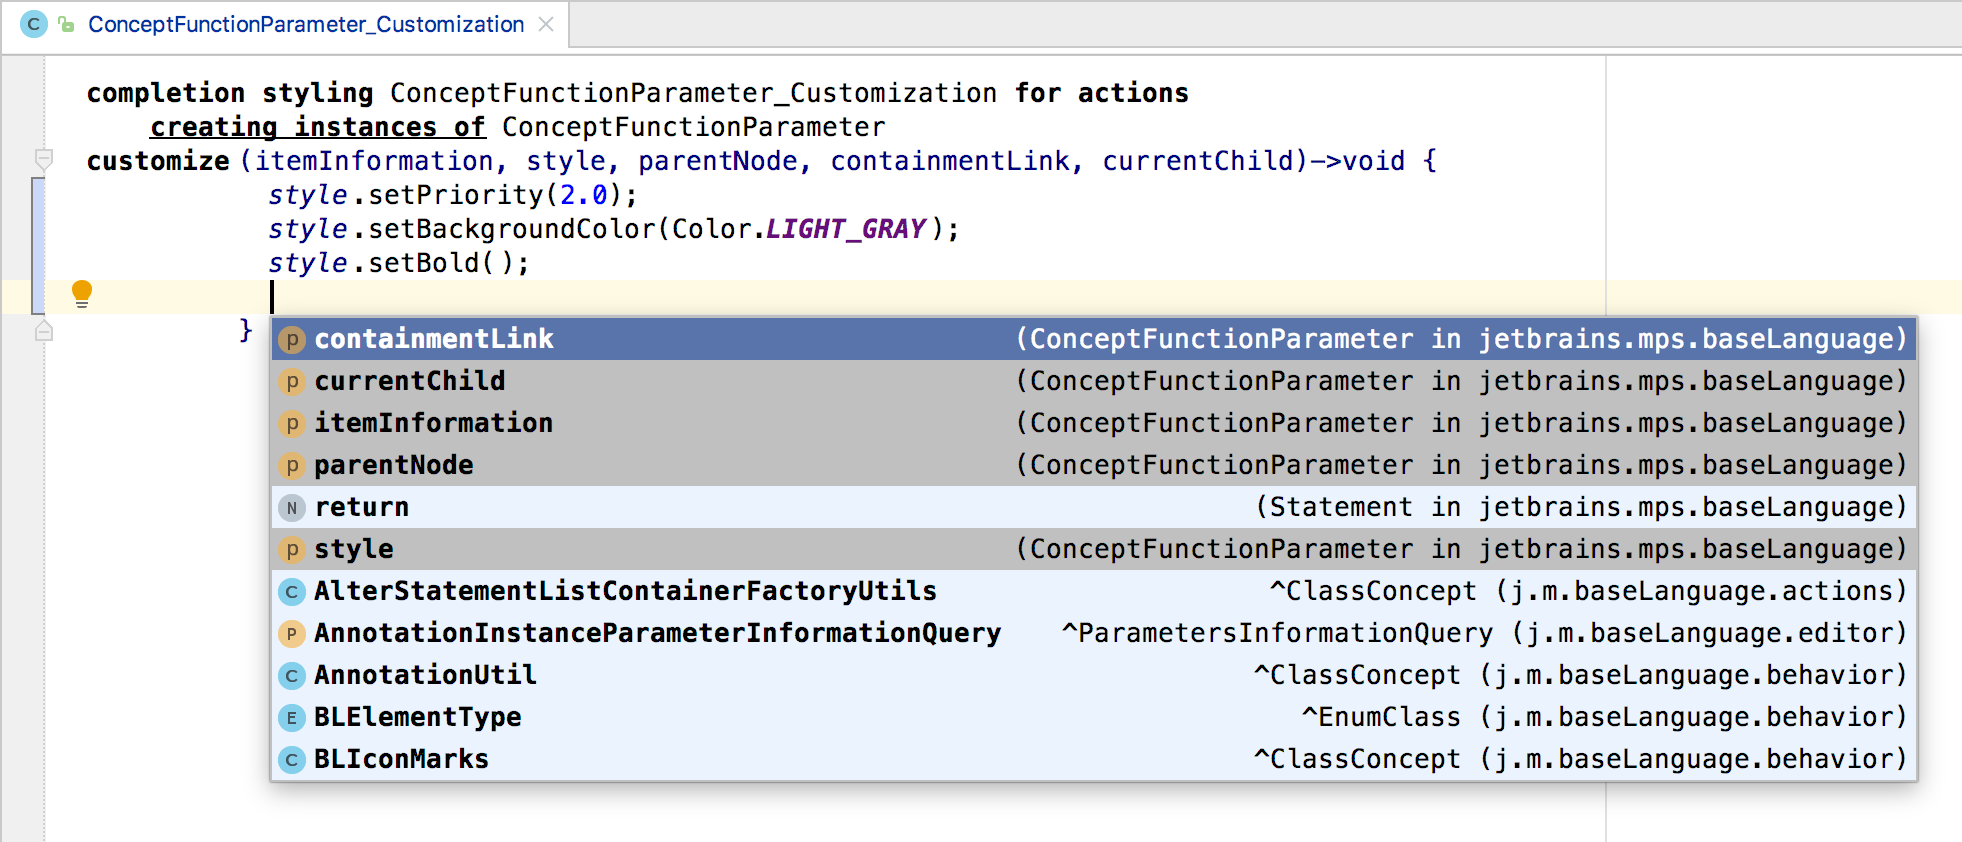 C ConceptFunctionParameter_Customization
completion styling ConceptFunctionParameter_Customization for actions
creating instances of ConceptFunctionParameter
customize (itemInformation, style, parentNode, containmentLink, currentChild)->void {
style.setPriority(2.0);
style.setBackgroundColor(Color.LIGHT_GRAY);
style.setBold();
}
p containmentLink (ConceptFunctionParameter in jetbrains.mps.baseLanguage)
p currentChild (ConceptFunctionParameter in jetbrains.mps.baseLanguage)
p itemInformation (ConceptFunctionParameter in jetbrains.mps.baseLanguage)
p parentNode (ConceptFunctionParameter in jetbrains.mps.baseLanguage)
N return (Statement in jetbrains.mps.baseLanguage)
p style (ConceptFunctionParameter in jetbrains.mps.baseLanguage)
C AlterStatementListContainerFactoryUtils ^ClassConcept (j.m.baseLanguage.actions)
P AnnotationInstanceParameterInformationQuery ^ParametersInformationQuery (j.m.baseLanguage.editor)
C AnnotationUtil ^ClassConcept (j.m.baseLanguage.behavior)
E BLElementType ^EnumClass (j.m.baseLanguage.behavior)
C BLIconMarks ^ClassConcept (j.m.baseLanguage.behavior)